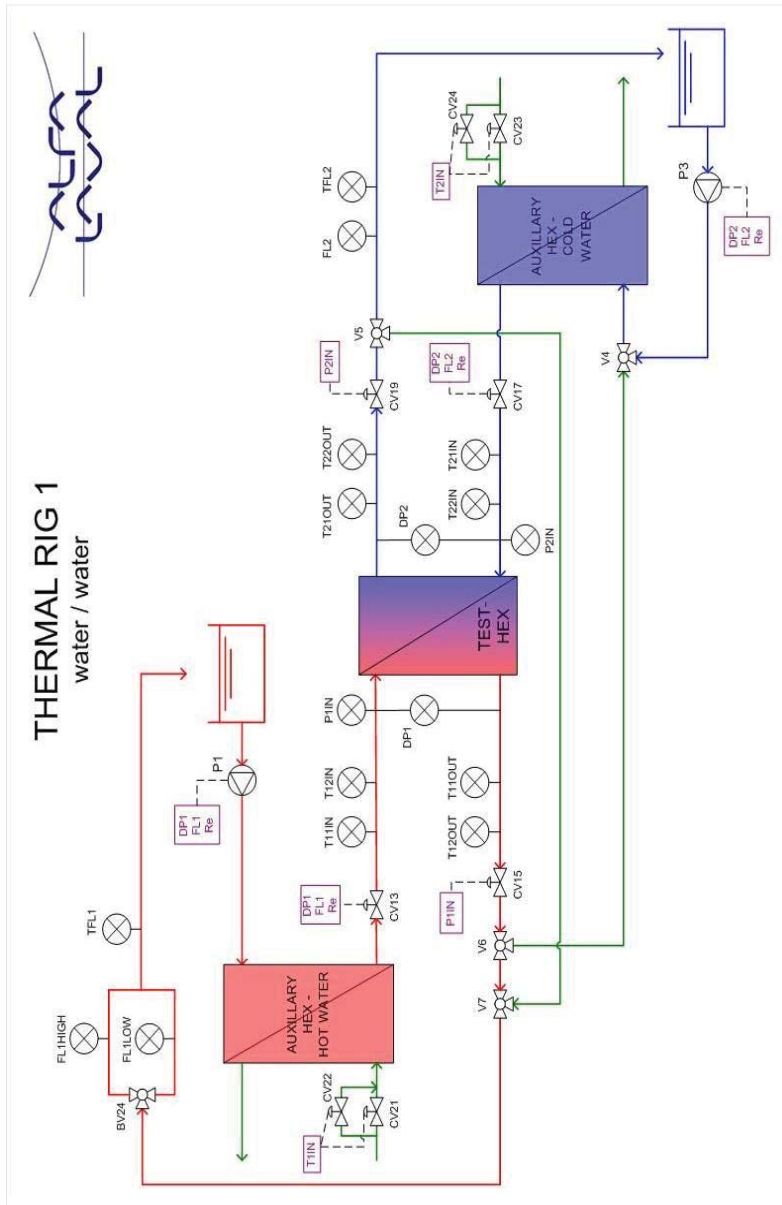 ALFA
LAVAL
THERMAL RIG 1
water / water
FL1HIGH
FL1LOW
BV24
TFL1
DP1
FL1
Re
P1
AUXILLARY
HEX -
HOT WATER
T1IN
CV22
CV21
DP1
FL1
Re
CV13
T11IN
T12IN
P1IN
DP1
T12OUT
T11OUT
P1IN
CV15
V6
V7
TEST-
HEX
T21OUT
T22OUT
DP2
P2IN
T22IN
T21IN
P2IN
CV19
DP2
FL2
Re
CV17
V5
FL2
TFL2
T2IN
CV24
CV23
AUXILLARY
HEX -
COLD
WATER
V4
P3
DP2
FL2
Re